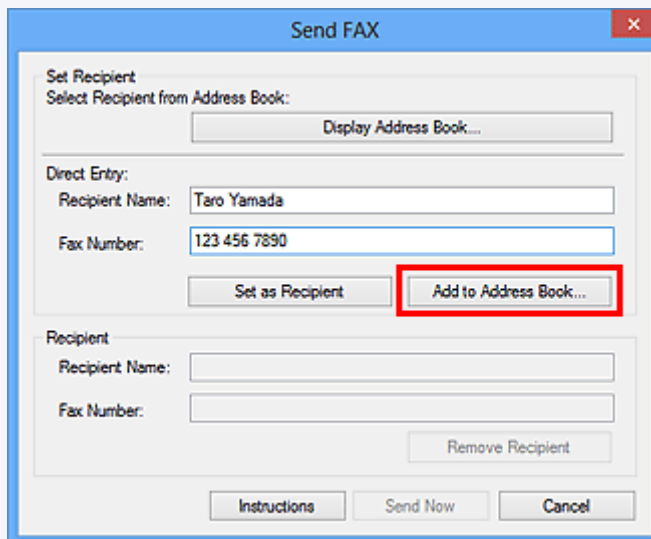 Send FAX
Set Recipient
Select Recipient from Address Book:
Display Address Book...
Direct Entry:
Recipient Name: Taro Yamada
Fax Number: 123 456 7890
Set as Recipient Add to Address Book...
Recipient
Recipient Name:
Fax Number:
Remove Recipient
Instructions Send Now Cancel